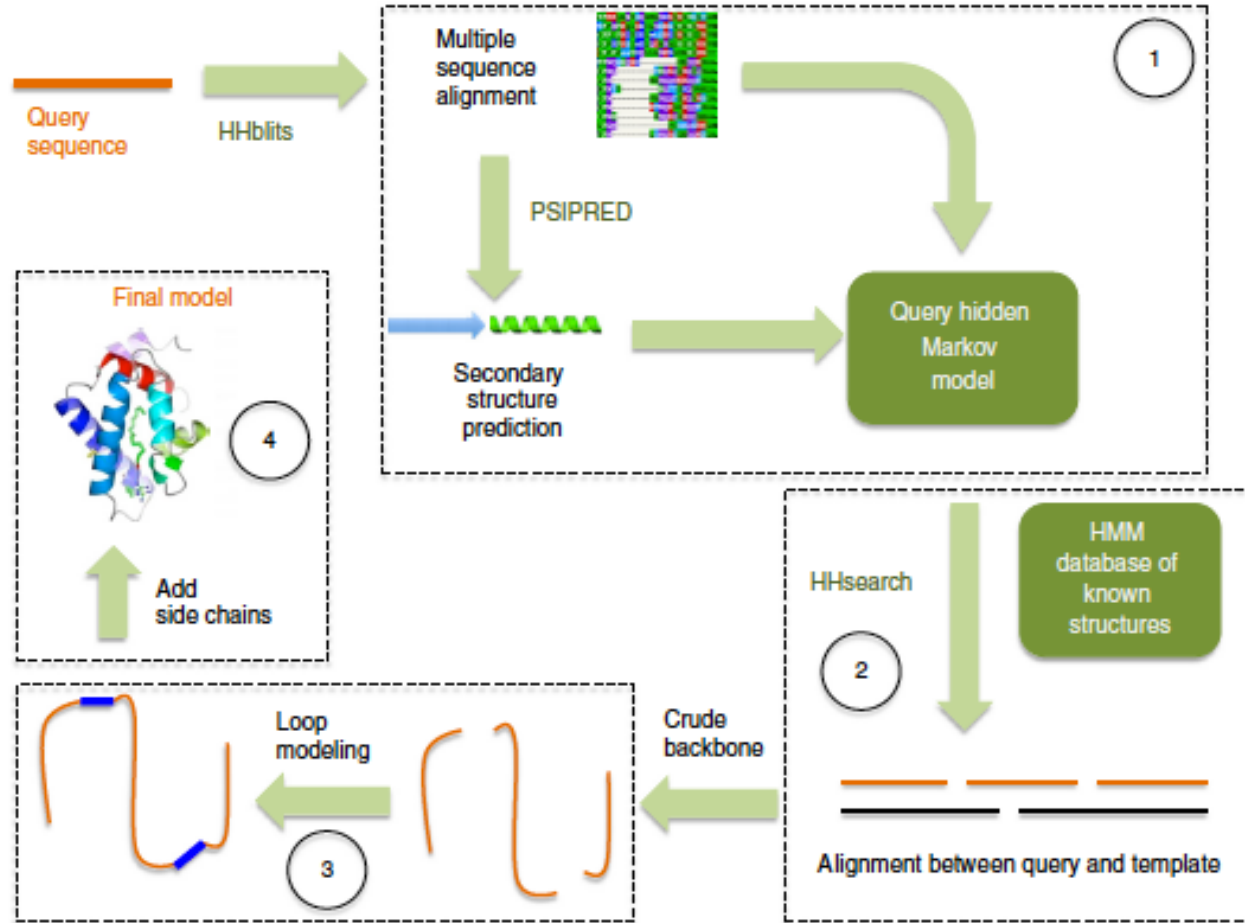 Query
sequence
HHblits
Multiple
sequence
alignment
1
PSIPRED
Secondary
structure
prediction
Query hidden
Markov
model
HHsearch
HMM
database of
known
structures
2
Alignment between query and template
Crude
backbone
Loop
modeling
3
Add
side chains
4
Final model